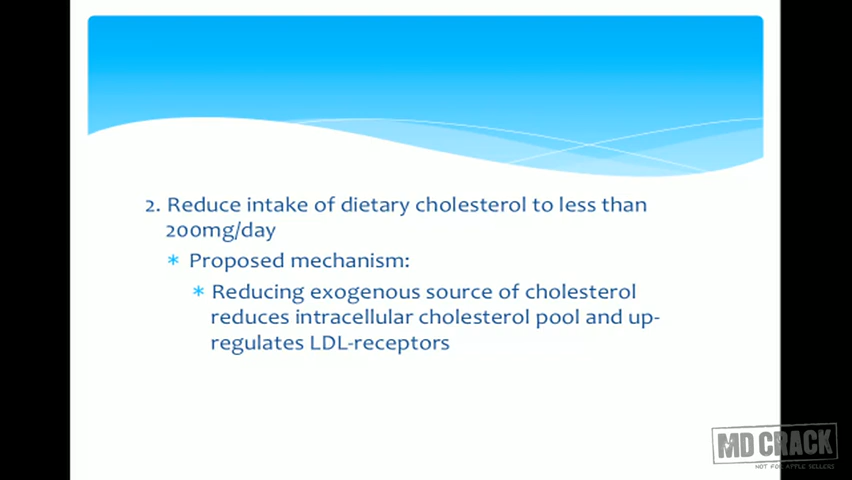 2. Reduce intake of dietary cholesterol to less than
200mg/day
* Proposed mechanism:
* Reducing exogenous source of cholesterol
reduces intracellular cholesterol pool and up-
regulates LDL-receptors
MD CRACK
NOT FOR APPLE SELLERS